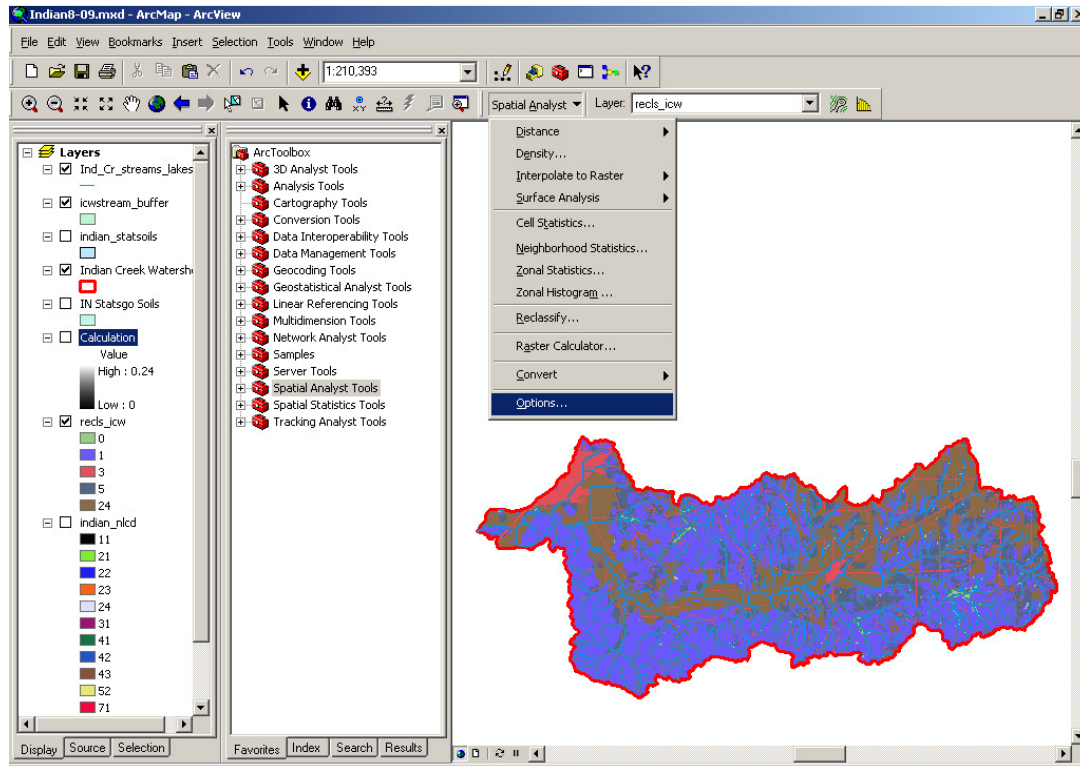 Indian8-09.mxd - ArcMap - ArcView
File Edit View Bookmarks Insert Selection Tools Window Help
1:210,393
Spatial Analyst Layer: recls_icw
Layers
Ind_Cr_streams_lakes
icwstream_buffer
indian_statsoils
Indian Creek Watersh
IN Statsgo Soils
Calculation
Value
High : 0.24
Low : 0
recls_icw
0
1
3
5
24
indian_nlcd
11
21
22
23
24
31
41
42
43
52
71
Display Source Selection
ArcToolbox
3D Analyst Tools
Analysis Tools
Cartography Tools
Conversion Tools
Data Interoperability Tools
Data Management Tools
Geocoding Tools
Geostatistical Analyst Tools
Linear Referencing Tools
Multidimension Tools
Network Analyst Tools
Samples
Server Tools
Spatial Analyst Tools
Spatial Statistics Tools
Tracking Analyst Tools
Favorites Index Search Results
Distance
Density...
Interpolate to Raster
Surface Analysis
Cell Statistics...
Neighborhood Statistics...
Zonal Statistics...
Zonal Histogram ...
Reclassify...
Raster Calculator...
Convert
Options...